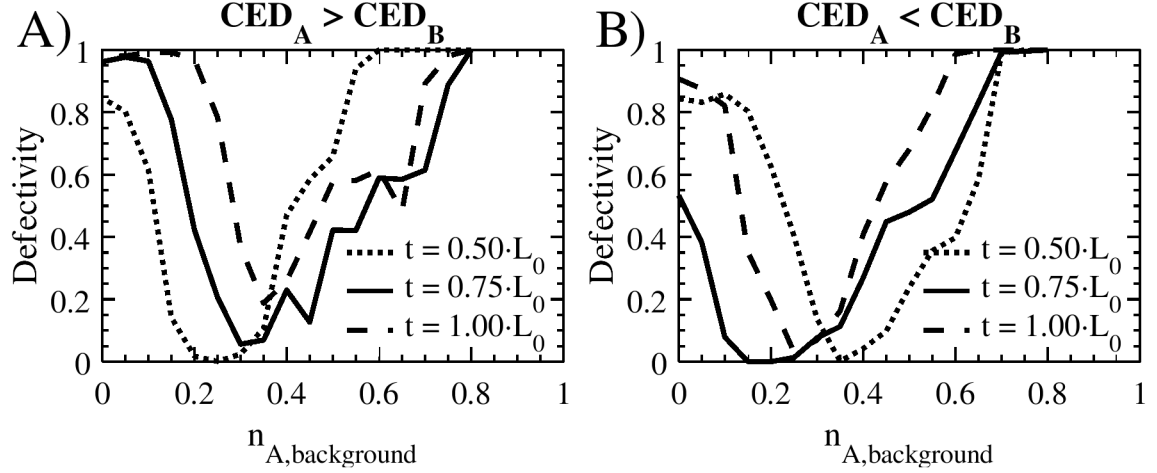 A)
CED_A > CED_B
Defectivity
1
0.8
0.6
0.4
0.2
0
t = 0.50·L_0
t = 0.75·L_0
t = 1.00·L_0
0 0.2 0.4 0.6 0.8 1
n_A,background
B)
CED_A < CED_B
Defectivity
1
0.8
0.6
0.4
0.2
0
t = 0.50·L_0
t = 0.75·L_0
t = 1.00·L_0
0 0.2 0.4 0.6 0.8 1
n_A,background